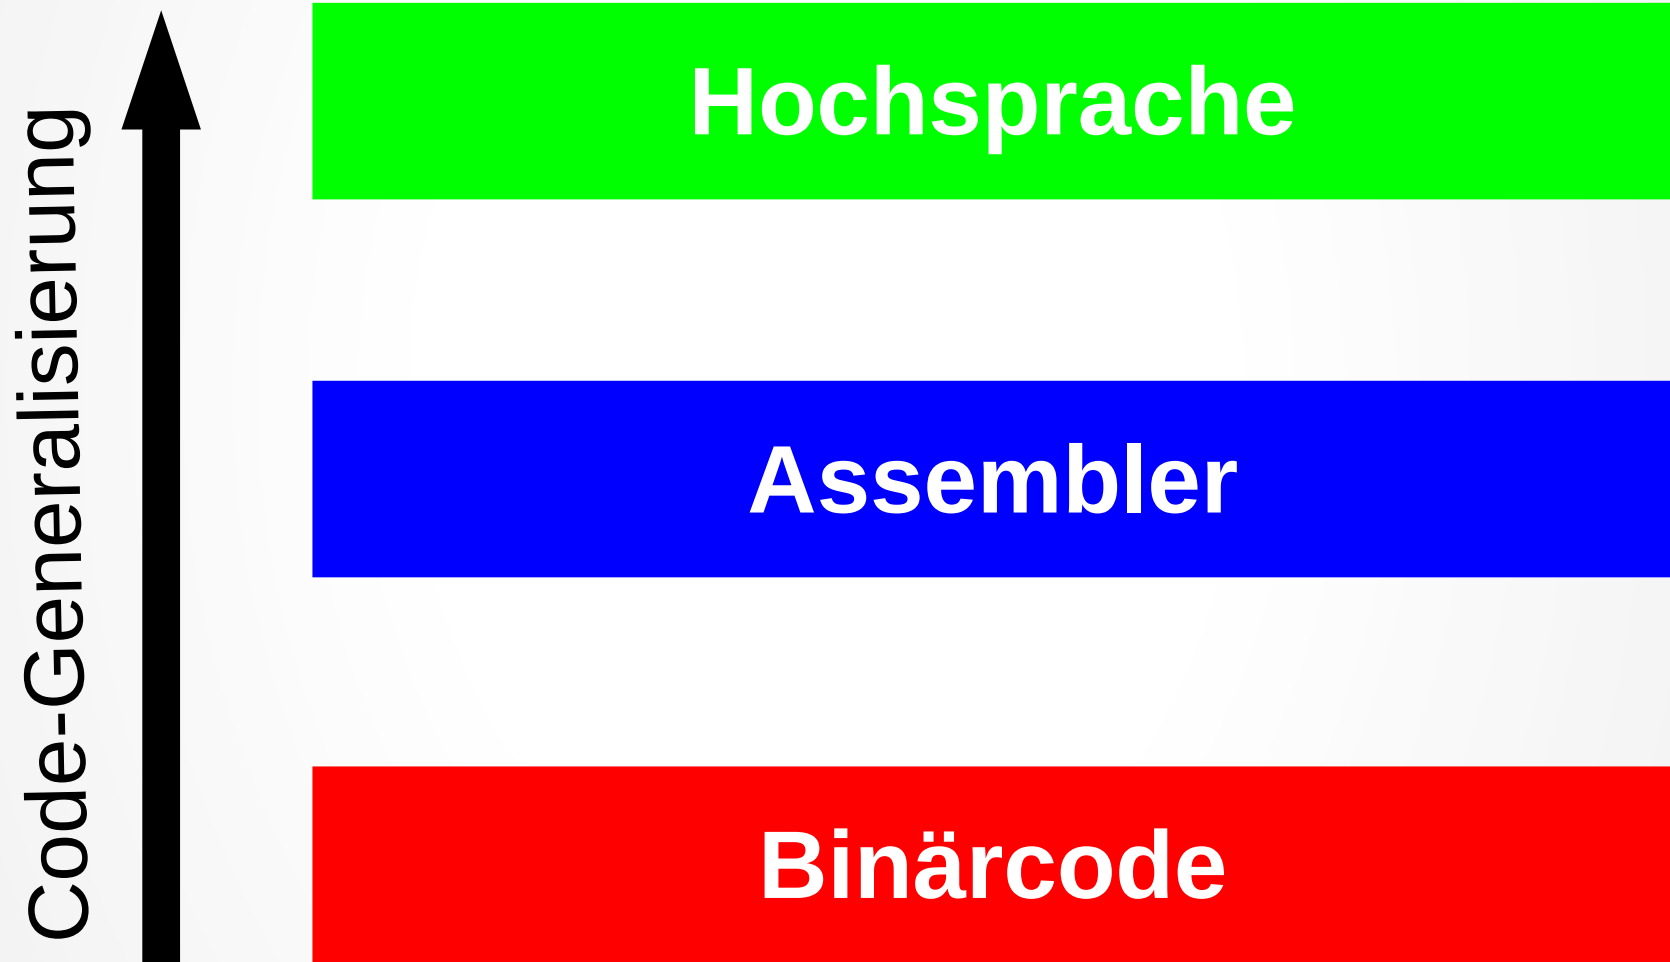 Code-Generalisierung
Hochsprache
Assembler
Binärcode